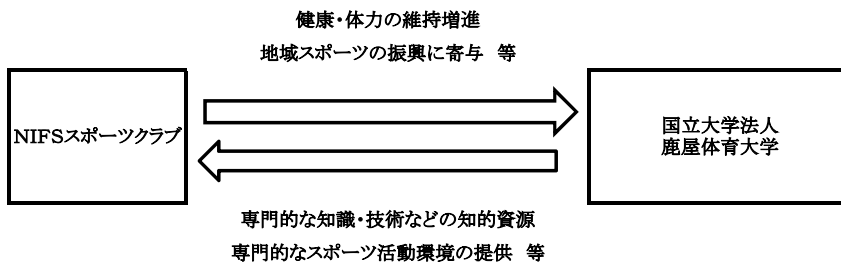 健康・体力の維持増進
地域スポーツの振興に寄与　等
NIFSスポーツクラブ
国立大学法人
鹿屋体育大学
専門的な知識・技術などの知的資源
専門的なスポーツ活動環境の提供　等